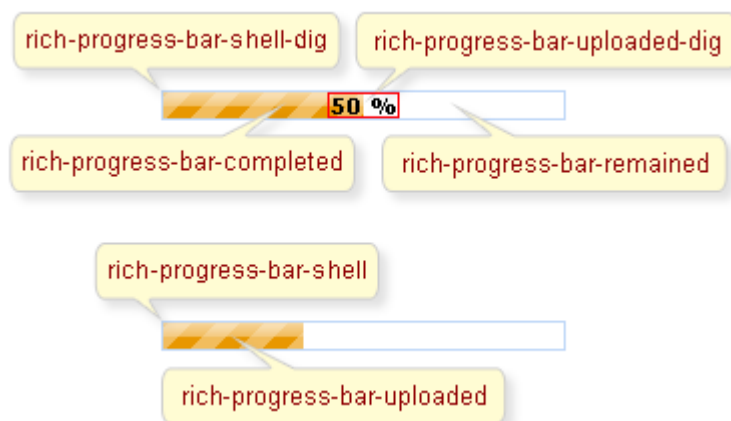 rich-progress-bar-shell-dig
rich-progress-bar-uploaded-dig
50 %
rich-progress-bar-completed
rich-progress-bar-remained
rich-progress-bar-shell
rich-progress-bar-uploaded